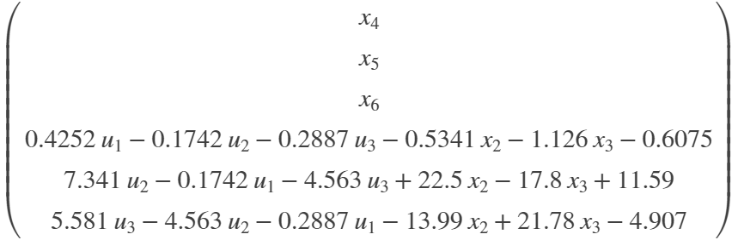 x₄
x₅
x₆
0.4252 u₁ − 0.1742 u₂ − 0.2887 u₃ − 0.5341 x₂ − 1.126 x₃ − 0.6075
7.341 u₂ − 0.1742 u₁ − 4.563 u₃ + 22.5 x₂ − 17.8 x₃ + 11.59
5.581 u₃ − 4.563 u₂ − 0.2887 u₁ − 13.99 x₂ + 21.78 x₃ − 4.907